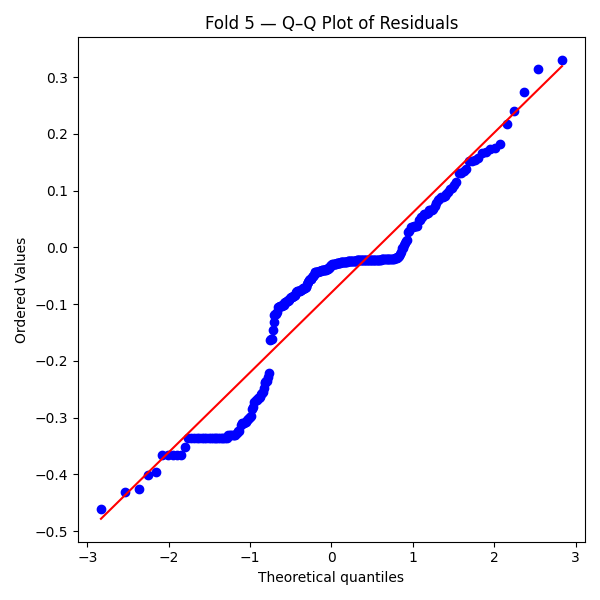 Fold 5 — Q–Q Plot of Residuals
Ordered Values
0.3
0.2
0.1
0.0
−0.1
−0.2
−0.3
−0.4
−0.5
−3 −2 −1 0 1 2 3
Theoretical quantiles